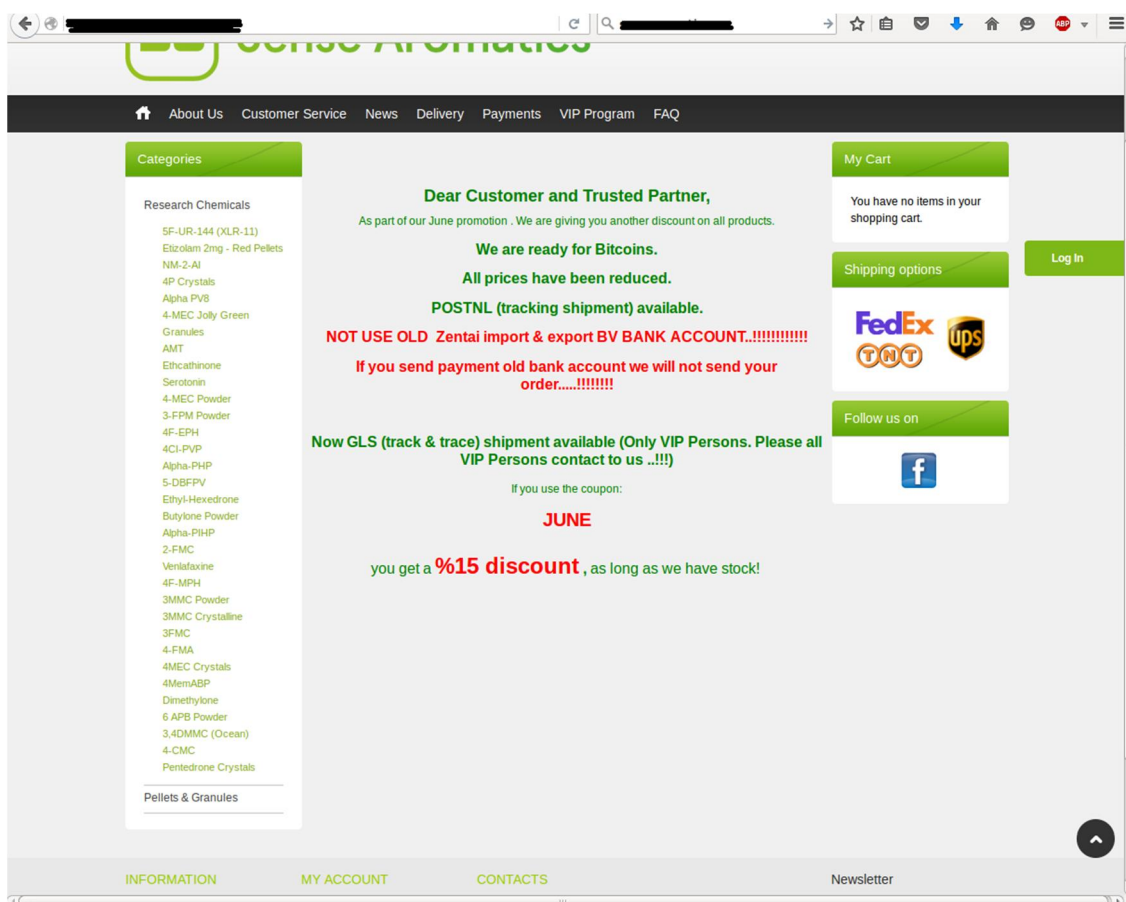 Sense Aromatics
About Us Customer Service News Delivery Payments VIP Program FAQ
Categories
Research Chemicals
5F-UR-144 (XLR-11)
Etizolam 2mg - Red Pellets
NM-2-AI
4P Crystals
Alpha PV8
4-MEC Jolly Green
Granules
AMT
Ethcathinone
Serotonin
4-MEC Powder
3-FPM Powder
4F-EPH
4Cl-PVP
Alpha-PHP
5-DBFPV
Ethyl-Hexedrone
Butylone Powder
Alpha-PIHP
2-FMC
Venlafaxine
4F-MPH
3MMC Powder
3MMC Crystalline
3FMC
4-FMA
4MEC Crystals
4MemABP
Dimethylone
6 APB Powder
3,4DMMC (Ocean)
4-CMC
Pentedrone Crystals
Pellets & Granules
Dear Customer and Trusted Partner,
As part of our June promotion . We are giving you another discount on all products.
We are ready for Bitcoins.
All prices have been reduced.
POSTNL (tracking shipment) available.
NOT USE OLD Zentai import & export BV BANK ACCOUNT..!!!!!!!!!!!!
If you send payment old bank account we will not send your
order.....!!!!!!!!
Now GLS (track & trace) shipment available (Only VIP Persons. Please all
VIP Persons contact to us ..!!!)
If you use the coupon:
JUNE
you get a %15 discount , as long as we have stock!
My Cart
You have no items in your
shopping cart.
Log In
Shipping options
FedEx
ups
TNT
Follow us on
f
ABP
INFORMATION MY ACCOUNT CONTACTS Newsletter